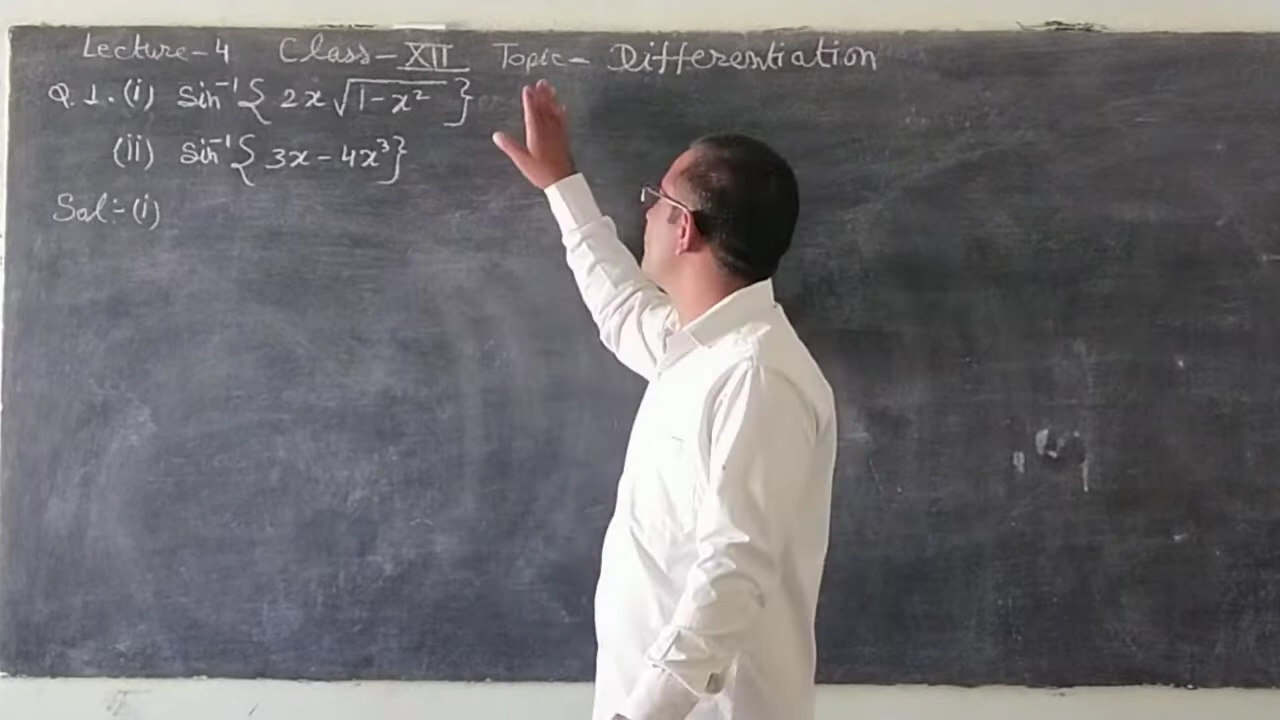 Lecture-4 Class-XII Topic- Differentiation
Q.1.(i) Sin⁻¹{ 2x√(1-x²) }
(ii) Sin⁻¹{ 3x-4x³}
Sol:-(i)